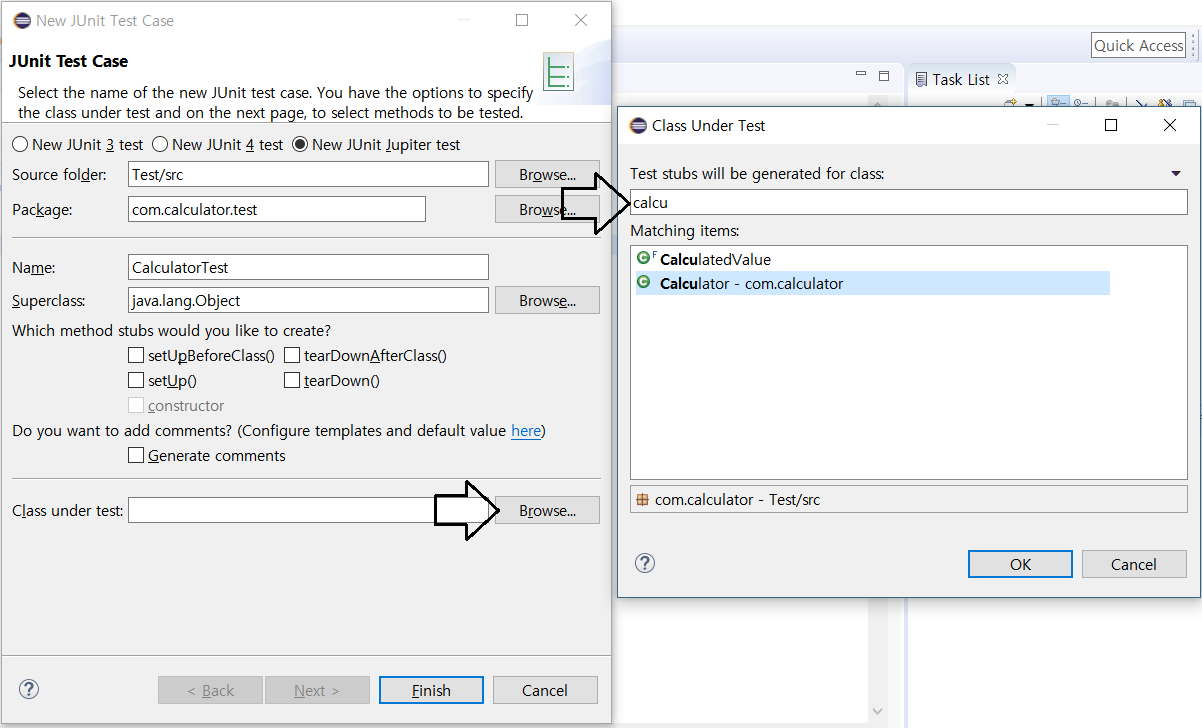 New JUnit Test Case
JUnit Test Case
Select the name of the new JUnit test case. You have the options to specify
the class under test and on the next page, to select methods to be tested.
New JUnit 3 test New JUnit 4 test New JUnit Jupiter test
Source folder: Test/src Browse...
Package: com.calculator.test Browse...
Name: CalculatorTest
Superclass: java.lang.Object Browse...
Which method stubs would you like to create?
setUpBeforeClass() tearDownAfterClass()
setUp() tearDown()
constructor
Do you want to add comments? (Configure templates and default value here)
Generate comments
Class under test: Browse...
? < Back Next > Finish Cancel
Quick Access
Task List
Class Under Test
Test stubs will be generated for class:
calcu
Matching items:
C F CalculatedValue
C Calculator - com.calculator
com.calculator - Test/src
? OK Cancel